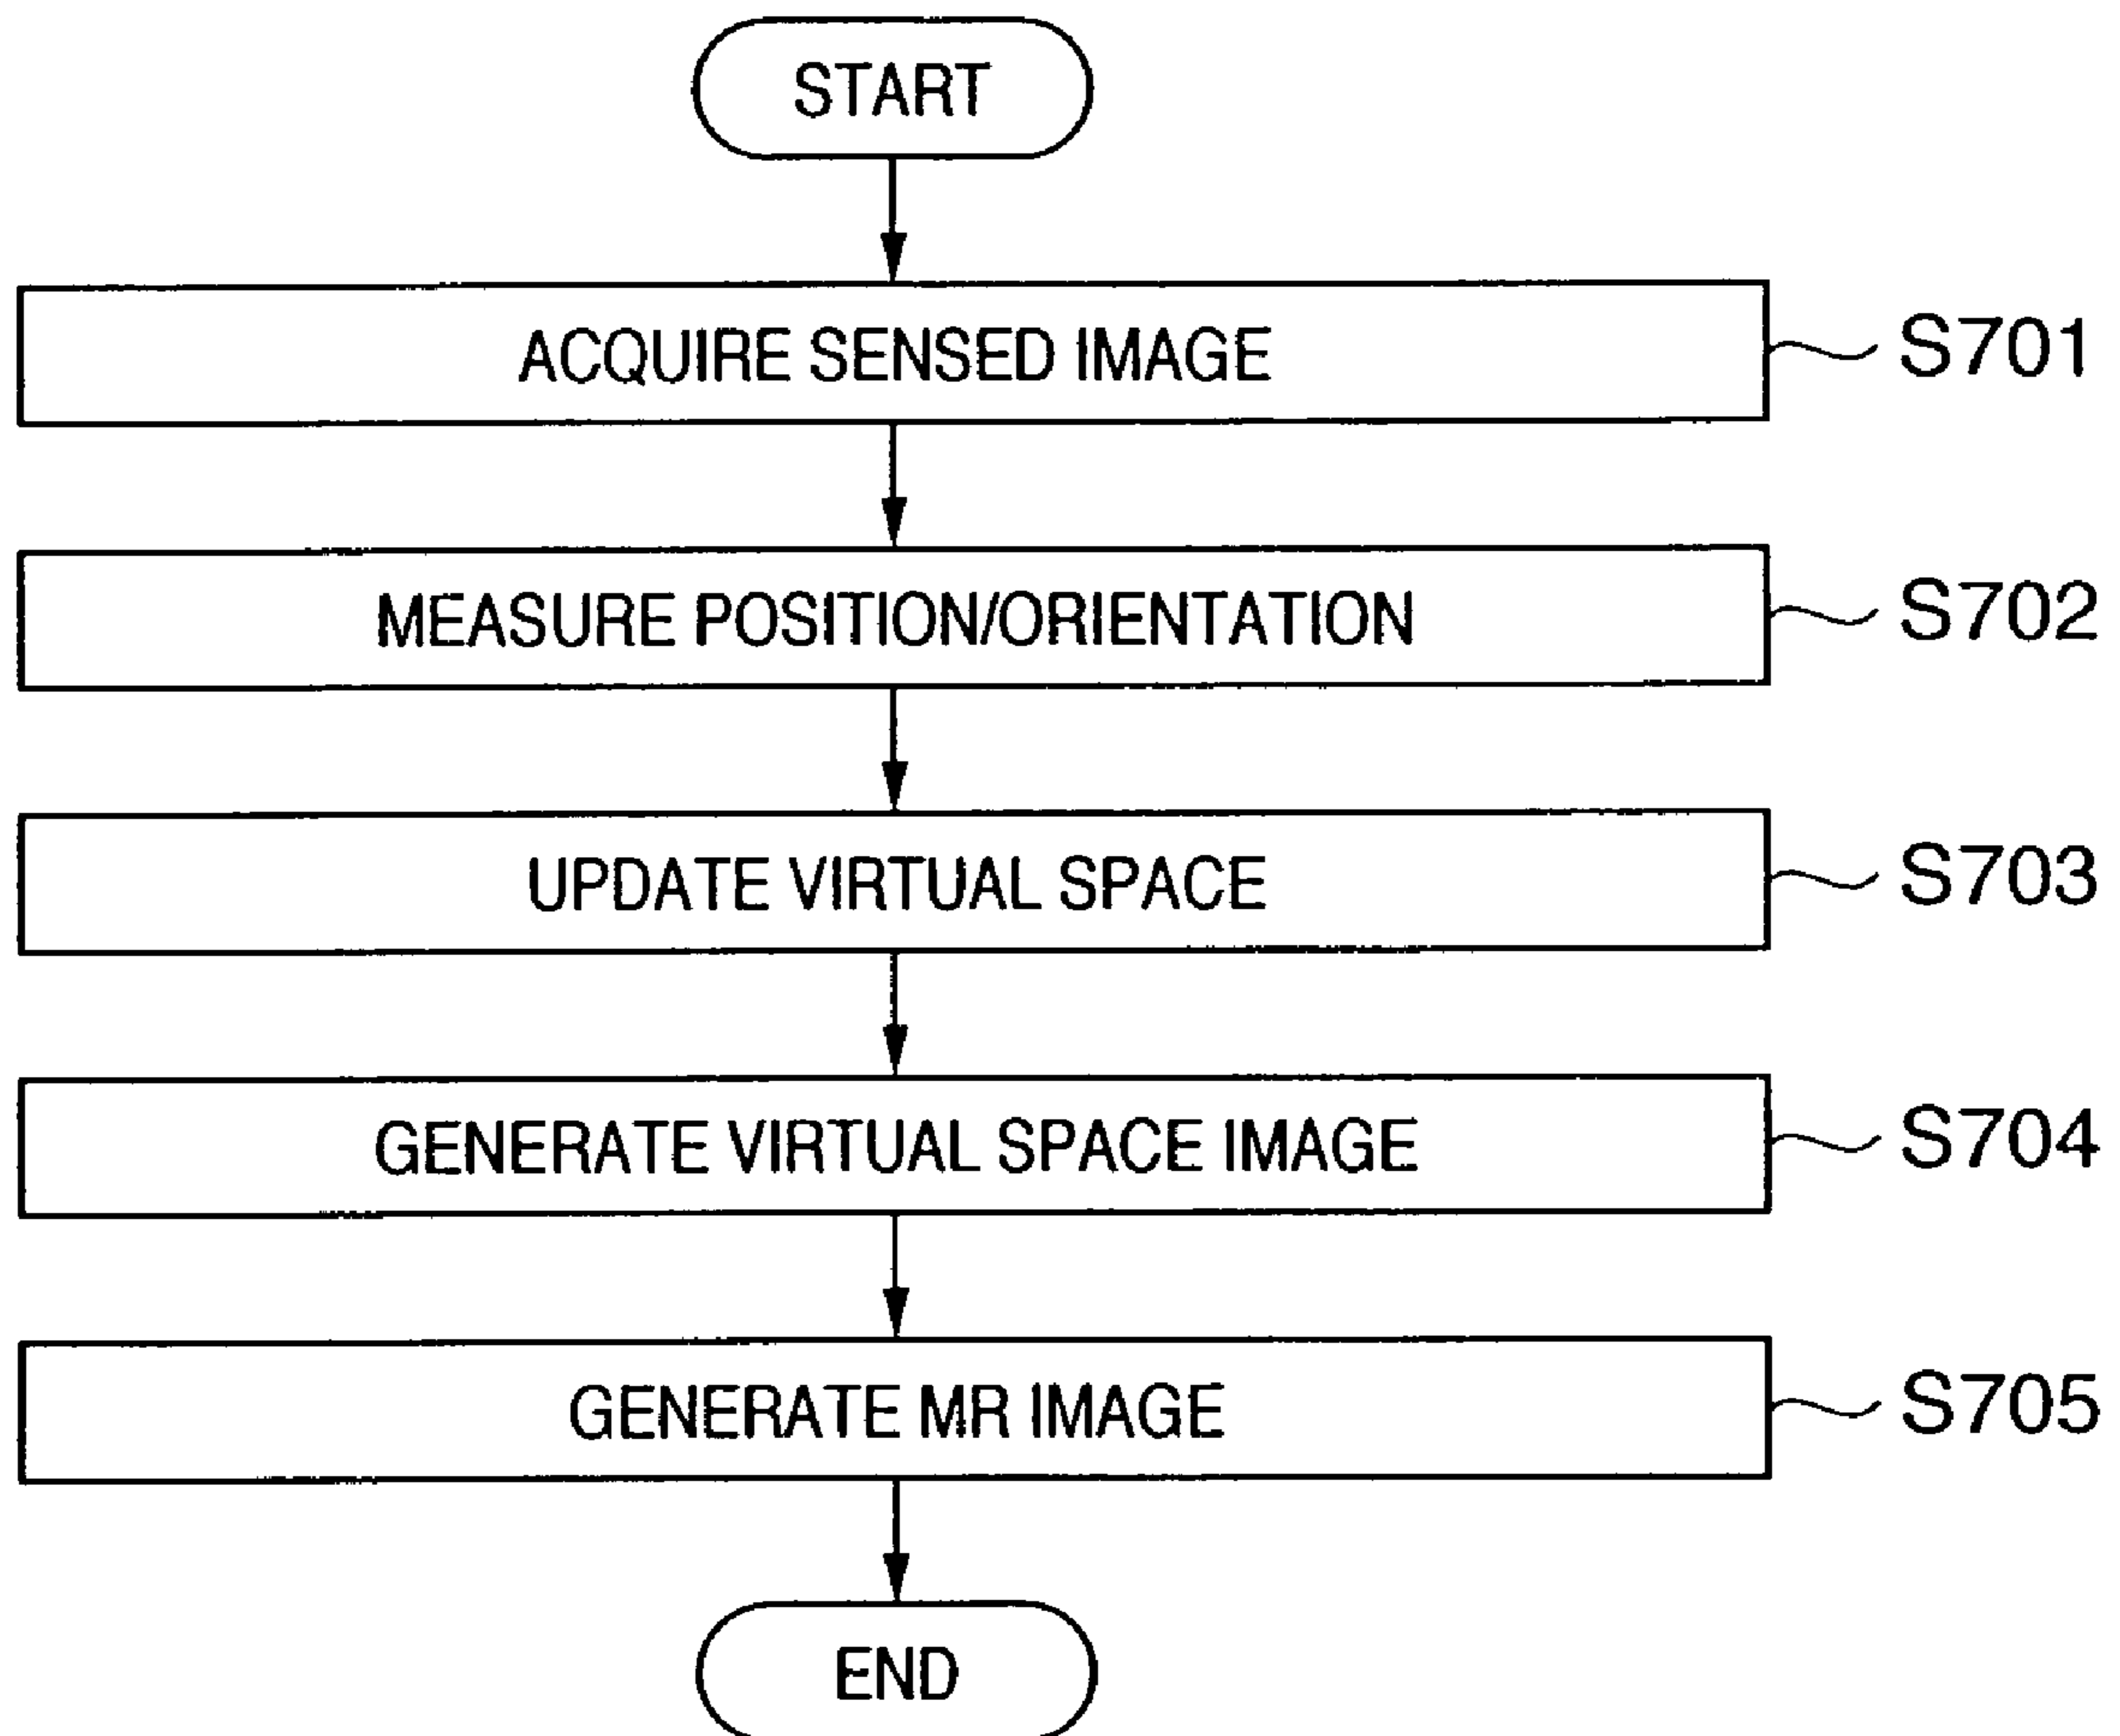 START
ACQUIRE SENSED IMAGE
S701
MEASURE POSITION/ORIENTATION
S702
UPDATE VIRTUAL SPACE
S703
GENERATE VIRTUAL SPACE IMAGE
S704
GENERATE MR IMAGE
S705
END